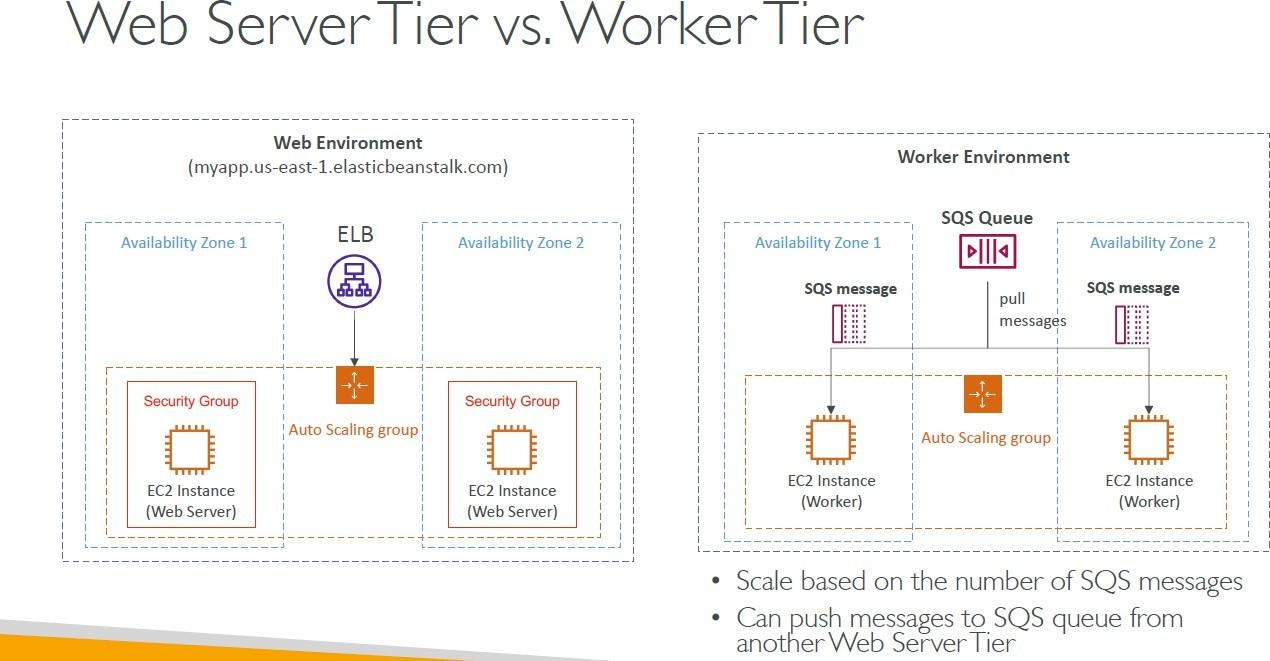 Web Server Tier vs. Worker Tier
Web Environment
(myapp.us-east-1.elasticbeanstalk.com)
Availability Zone 1
ELB
Availability Zone 2
Security Group
Auto Scaling group
Security Group
EC2 Instance
(Web Server)
EC2 Instance
(Web Server)
Worker Environment
SQS Queue
Availability Zone 1
Availability Zone 2
SQS message
SQS message
pull
messages
Auto Scaling group
EC2 Instance
(Worker)
EC2 Instance
(Worker)
• Scale based on the number of SQS messages
• Can push messages to SQS queue from
another Web Server Tier